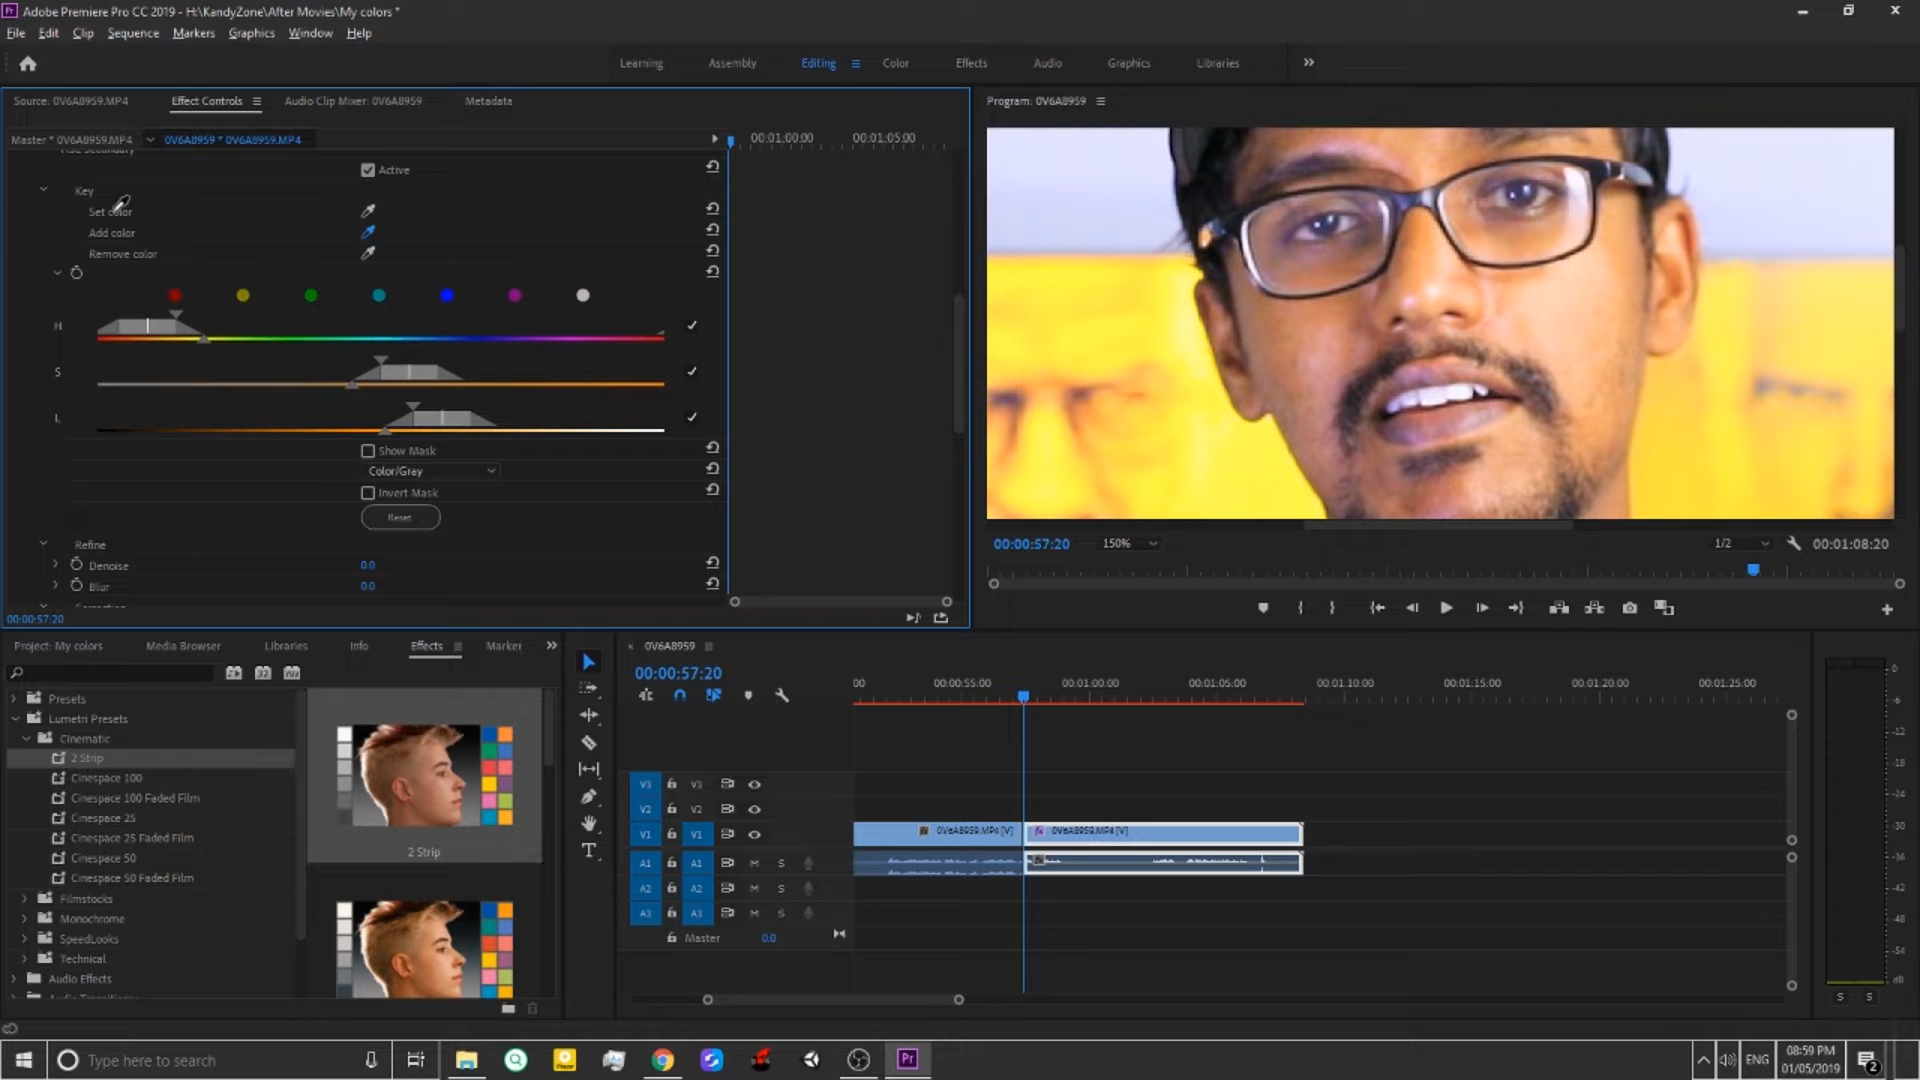 Pr Adobe Premiere Pro CC 2019 - H:\KandyZone\After Movies\My colors *
File Edit Clip Sequence Markers Graphics Window Help
Learning Assembly Editing Color Effects Audio Graphics Libraries
Source: 0V6A8959.MP4 Effect Controls Audio Clip Mixer: 0V6A8959 Metadata
Program: 0V6A8959
Master * 0V6A8959.MP4 0V6A8959 * 0V6A8959.MP4
00:01:00:00 00:01:05:00
HSL Secondary
Active
Key
Set color
Add color
Remove color
H
S
L
Show Mask
Color/Gray
Invert Mask
Reset
Refine
Denoise 0.0
Blur 0.0
Correction
00:00:57:20
00:00:57:20 150% 1/2 00:01:08:20
Project: My colors Media Browser Libraries Info Effects Marker
Presets
Lumetri Presets
Cinematic
2 Strip
Cinespace 100
Cinespace 100 Faded Film
Cinespace 25
Cinespace 25 Faded Film
Cinespace 50
Cinespace 50 Faded Film
Filmstocks
Monochrome
SpeedLooks
Technical
Audio Effects
Audio Transitions
2 Strip
0V6A8959
00:00:57:20
00 00:00:55:00 00:01:00:00 00:01:05:00 00:01:10:00 00:01:15:00 00:01:20:00 00:01:25:00
V3 V3
V2 V2
V1 V1 0V6A8959.MP4 [V] 0V6A8959.MP4 [V]
A1 A1 M S
A2 A2 M S
A3 A3 M S
Master 0.0
0
-6
-12
-18
-24
-30
-36
-42
-48
-54
dB
S S
Type here to search
Pr
ENG
08:59 PM
01/05/2019
2